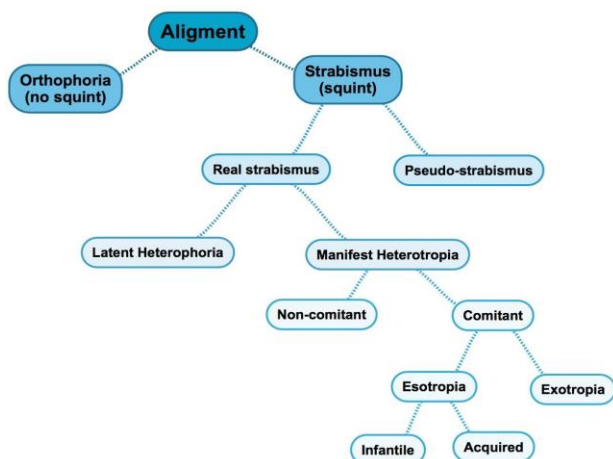 Aligment
Orthophoria
(no squint)
Strabismus
(squint)
Real strabismus
Pseudo-strabismus
Latent Heterophoria
Manifest Heterotropia
Non-comitant
Comitant
Esotropia
Exotropia
Infantile
Acquired